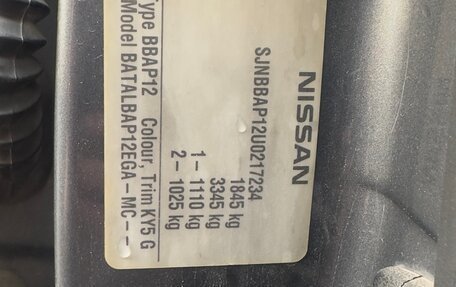 NISSAN
SJNBBAP12U0217234
1845 kg
3345 kg
1 - 1110 kg
2 - 1025 kg
Type BBAP12 Colour, Trim KY5 G
Model BATALBAP12EGA - MC - -